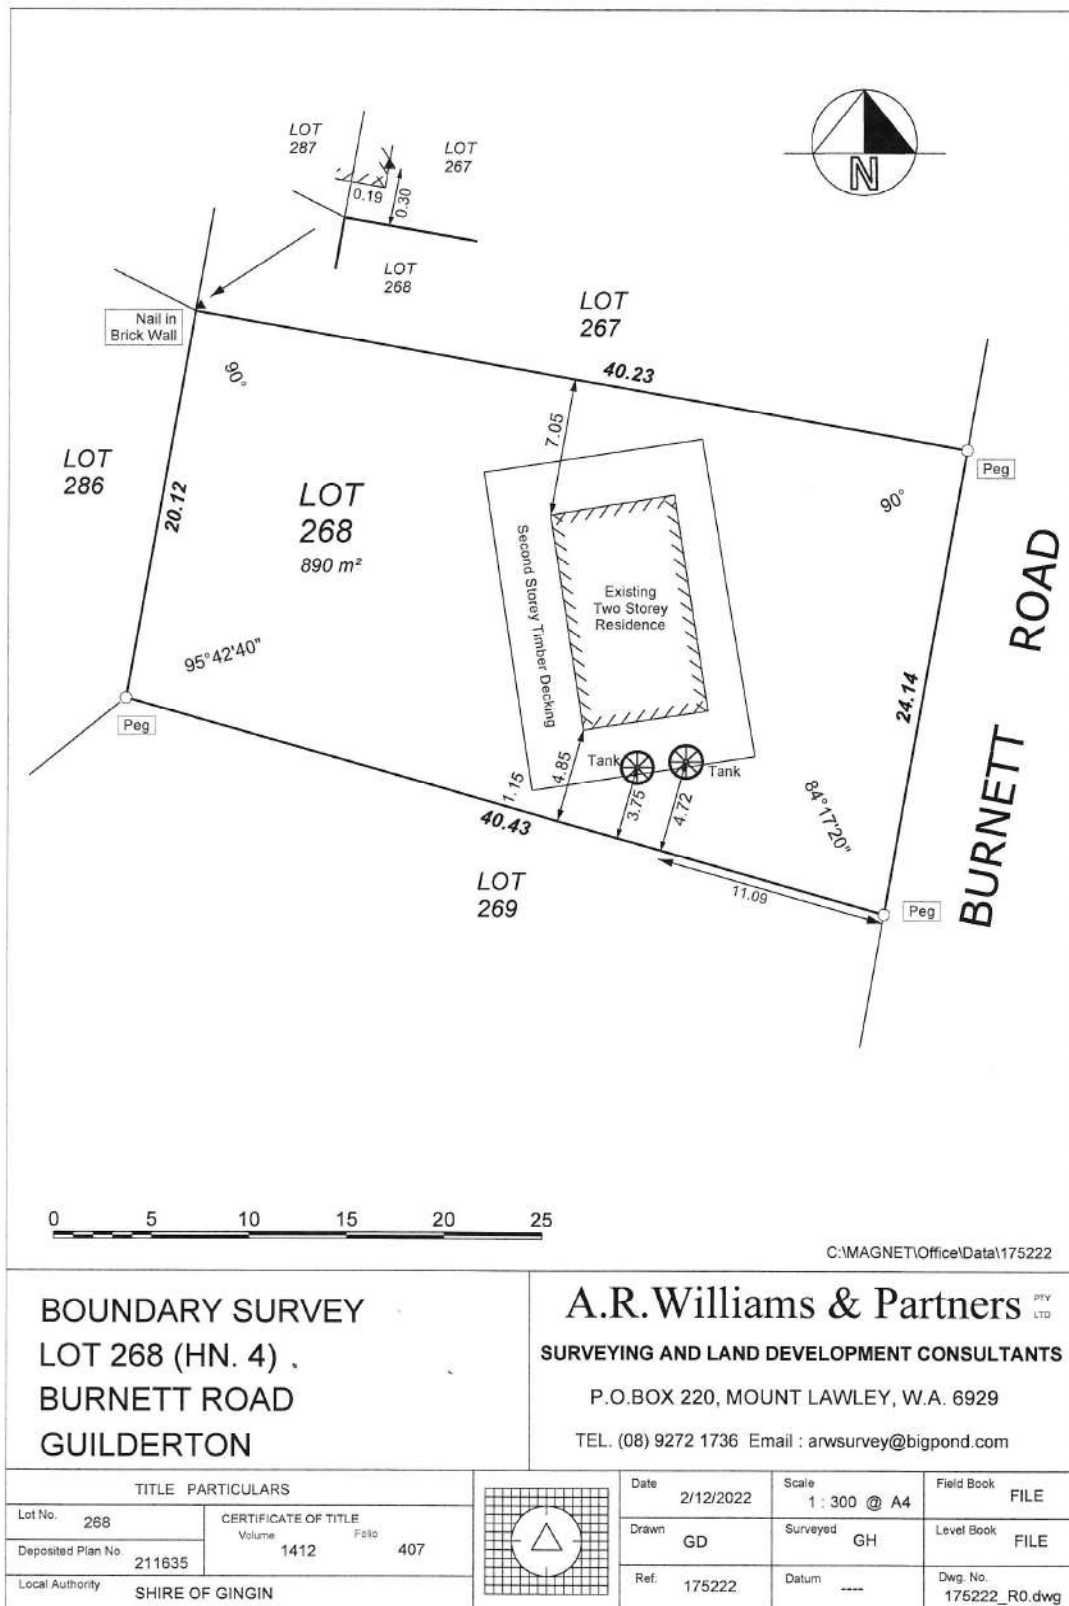 LOT
287
LOT
267
0.19
0.30
LOT
268
N
Nail in
Brick Wall
LOT
267
40.23
90°
7.05
Peg
90°
LOT
286
20.12
LOT
268
890 m²
Second Storey Timber Decking
Existing
Two Storey
Residence
BURNETT ROAD
24.14
95°42'40"
Peg
Tank
Tank
1.15
4.85
3.75
4.72
84°17'20"
40.43
LOT
269
11.09
Peg
0 5 10 15 20 25
C:\MAGNET\Office\Data\175222
BOUNDARY SURVEY
LOT 268 (HN. 4)
BURNETT ROAD
GUILDERTON
A.R.Williams & Partners PTY LTD
SURVEYING AND LAND DEVELOPMENT CONSULTANTS
P.O.BOX 220, MOUNT LAWLEY, W.A. 6929
TEL. (08) 9272 1736 Email : arwsurvey@bigpond.com
TITLE PARTICULARS
Lot No. 268
CERTIFICATE OF TITLE
Volume Folio
1412 407
Deposited Plan No. 211635
Local Authority SHIRE OF GINGIN
Date 2/12/2022
Scale 1 : 300 @ A4
Field Book FILE
Drawn GD
Surveyed GH
Level Book FILE
Ref. 175222
Datum ----
Dwg. No. 175222_R0.dwg